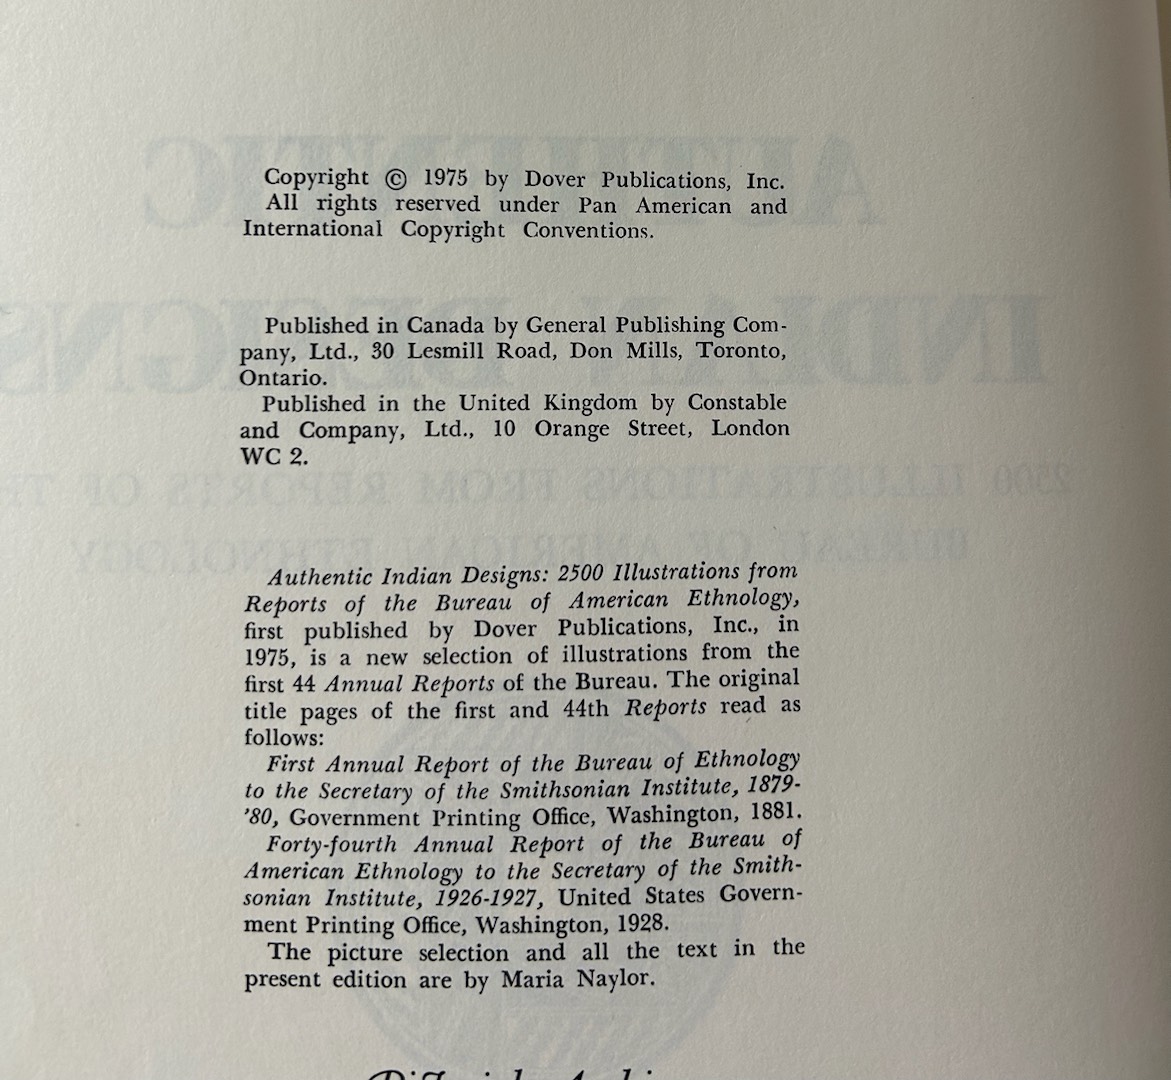 Copyright © 1975 by Dover Publications, Inc.
All rights reserved under Pan American and
International Copyright Conventions.
Published in Canada by General Publishing Com-
pany, Ltd., 30 Lesmill Road, Don Mills, Toronto,
Ontario.
Published in the United Kingdom by Constable
and Company, Ltd., 10 Orange Street, London
WC 2.
Authentic Indian Designs: 2500 Illustrations from
Reports of the Bureau of American Ethnology,
first published by Dover Publications, Inc., in
1975, is a new selection of illustrations from the
first 44 Annual Reports of the Bureau. The original
title pages of the first and 44th Reports read as
follows:
First Annual Report of the Bureau of Ethnology
to the Secretary of the Smithsonian Institute, 1879-
'80, Government Printing Office, Washington, 1881.
Forty-fourth Annual Report of the Bureau of
American Ethnology to the Secretary of the Smith-
sonian Institute, 1926-1927, United States Govern-
ment Printing Office, Washington, 1928.
The picture selection and all the text in the
present edition are by Maria Naylor.